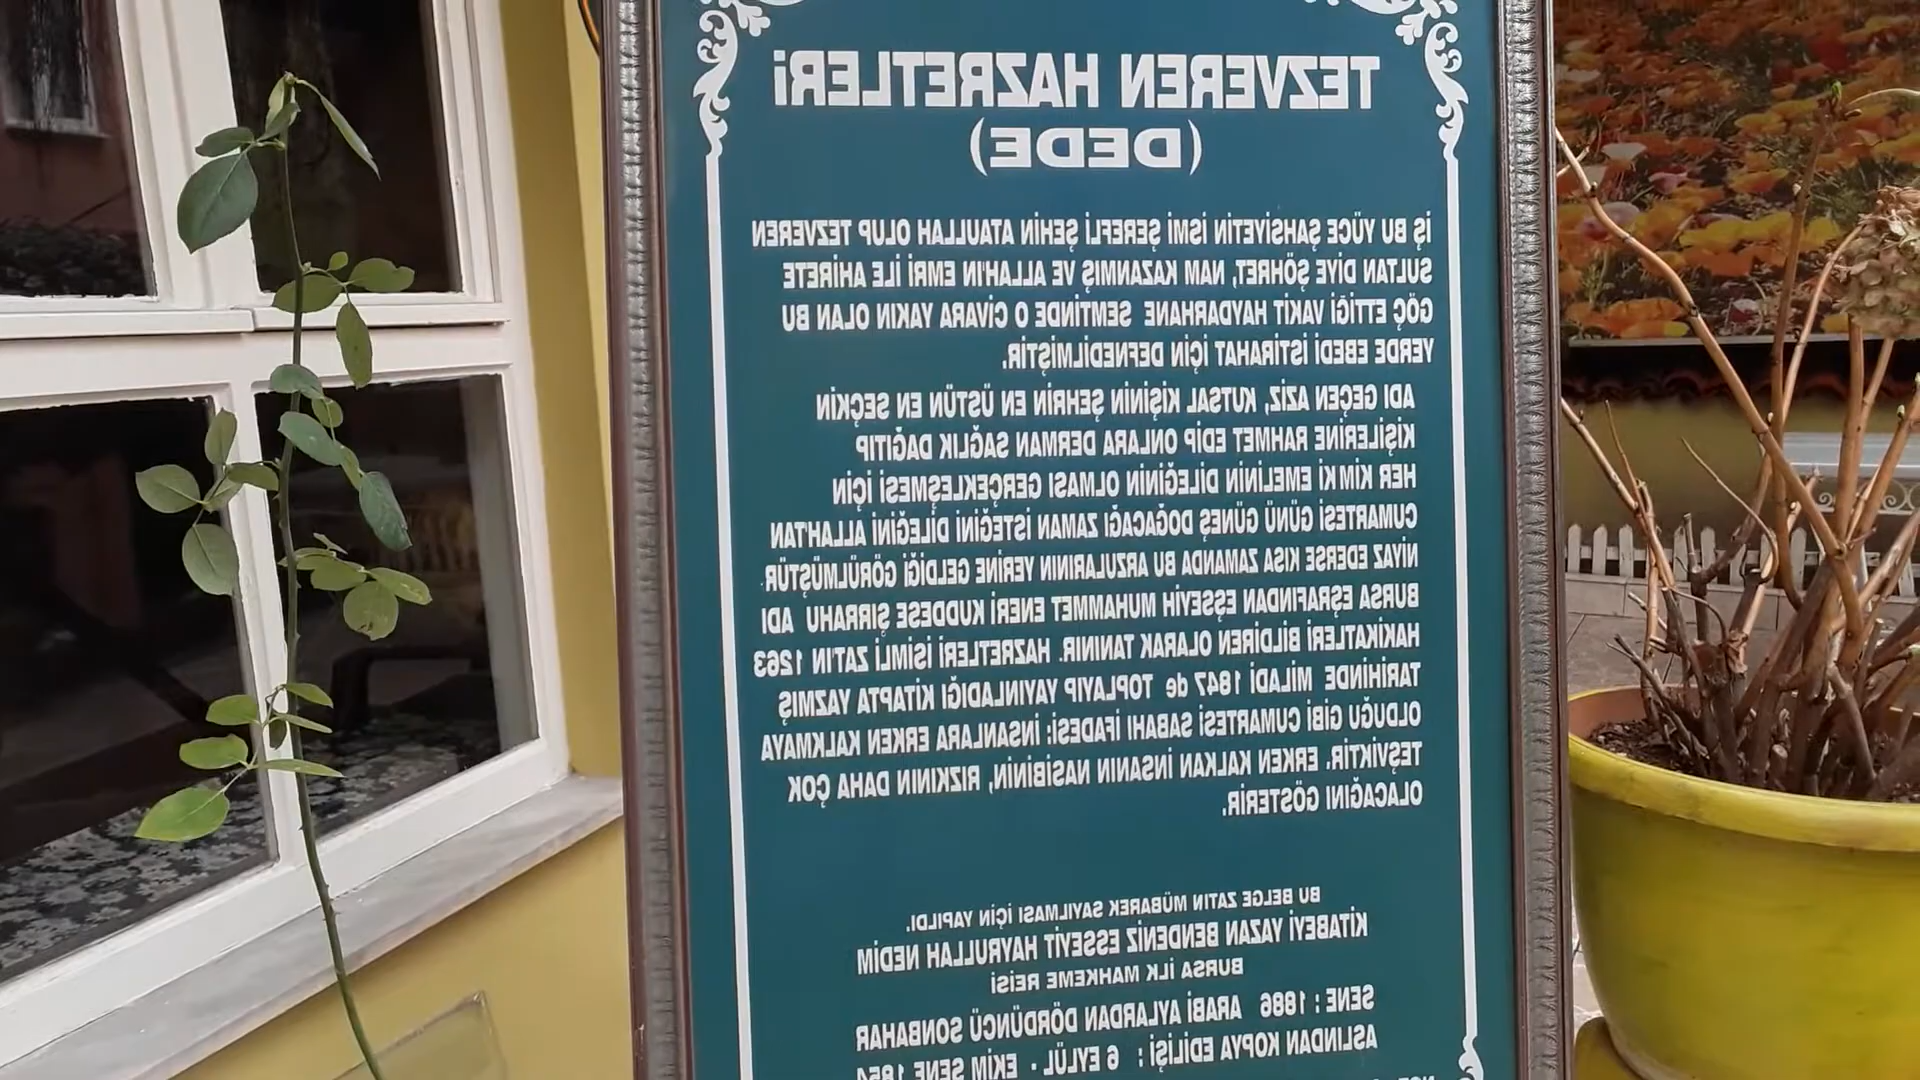 TEZVEREN HAZRETLERİ
(DEDE)
İŞ BU YÜCE ŞAHSİYETİN İSMİ ŞEREFLİ ŞEHİN ATAULLAH OLUP TEZVEREN
SULTAN DİYE ŞÖHRET, NAM KAZANMIŞ VE ALLAH'IN EMRİ İLE AHİRETE
GÖÇ ETTİĞİ VAKİT HAYDARHANE SEMTİNDE O CİVARA YAKIN OLAN BU
YERDE EBEDİ İSTİRAHAT İÇİN DEFNEDİLMİŞTİR.
ADI GEÇEN AZİZ, KUTSAL KİŞİNİN ŞEHRİN EN ÜSTÜN EN SEÇKİN
KİŞİLERİNE RAHMET EDİP ONLARA DERMAN SAĞLIK DAĞITIP
HER KİM Kİ EMELİNİN DİLEĞİNİN OLMASI GERÇEKLEŞMESİ İÇİN
CUMARTESİ GÜNÜ GÜNEŞ DOĞACAĞI ZAMAN İSTEĞİNİ DİLEĞİNİ ALLAH'TAN
NİYAZ EDERSE KISA ZAMANDA BU ARZULARININ YERİNE GELDİĞİ GÖRÜLMÜŞTÜR.
BURSA EŞRAFINDAN EŞŞEYİH MUHAMMET ENERİ KUDDESE ŞIRRAHU ADI
HAKİKATLERİ BİLDİREN OLARAK TANINIR. HAZRETLERİ İSİMLİ ZATIN 1263
TARİHİNDE MİLADİ 1847 de TOPLAYIP YAYINLADIĞI KİTAPTA YAZMIŞ
OLDUĞU GİBİ CUMARTESİ SABAHI İFADESİ; İNSANLARA ERKEN KALKMAYA
TEŞVİKTİR. ERKEN KALKAN İNSANIN NASİBİNİN, RIZKININ DAHA ÇOK
OLACAĞINI GÖSTERİR.
BU BELGE ZATIN MÜBAREK SAYILMASI İÇİN YAPILDI.
KİTABEYİ YAZAN BENDENİZ ESSEYİT HAYRULLAH NEDİM
BURSA İLK MAHKEME REİSİ
SENE : 1886 ARABİ AYLARDAN DÖRDÜNCÜ SONBAHAR
ASLINDAN KOPYA EDİLİŞİ : 6 EYLÜL - EKİM SENE